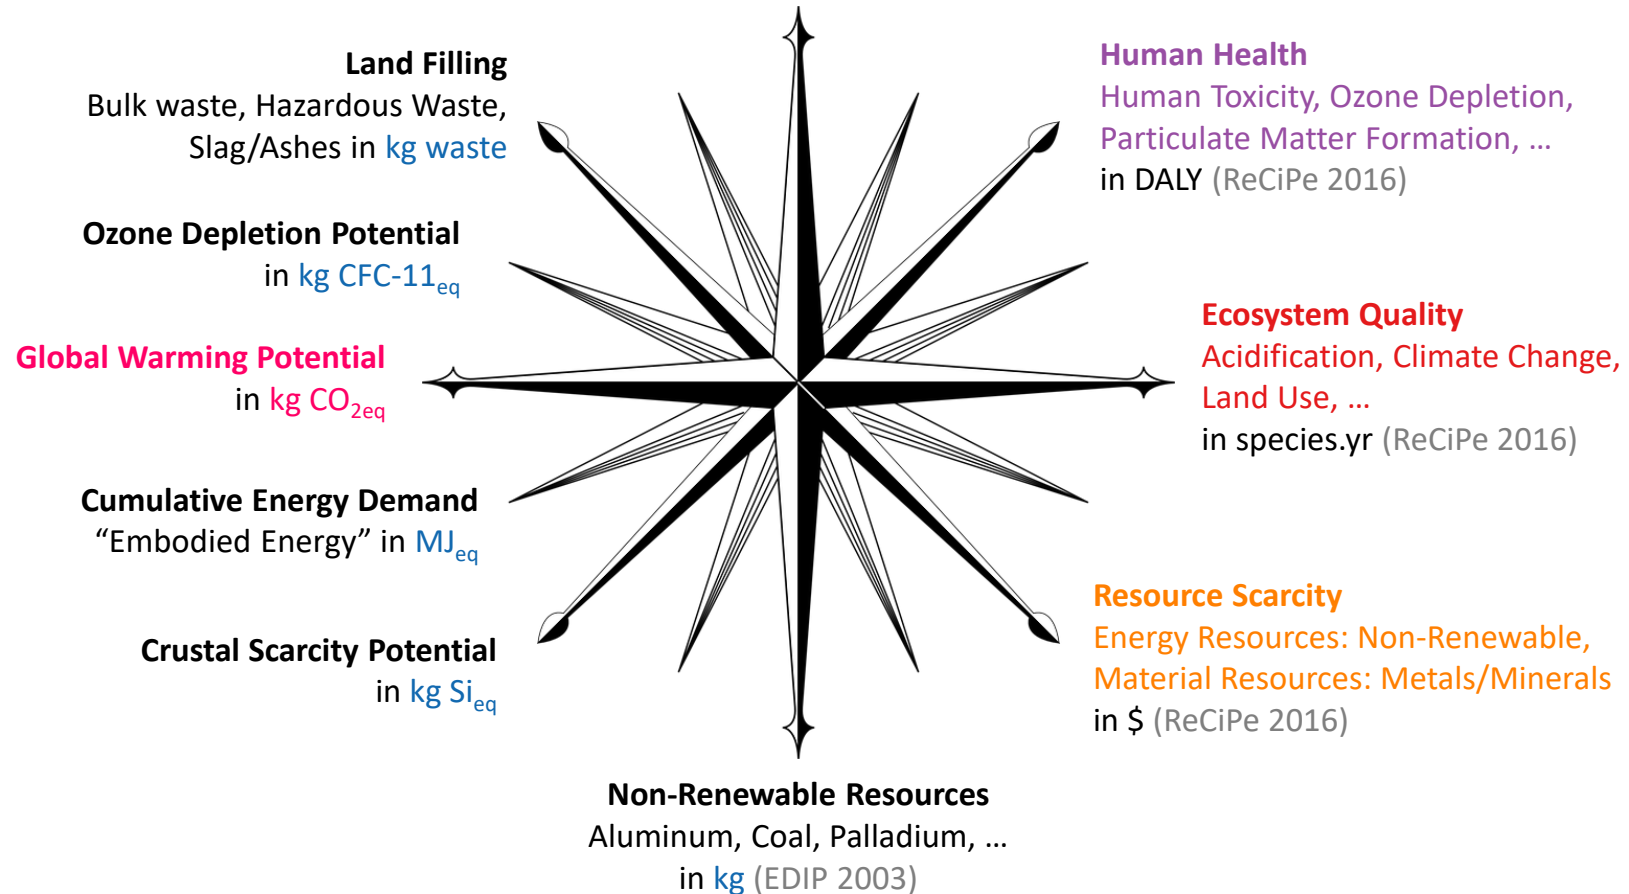 Land Filling
Bulk waste, Hazardous Waste,
Slag/Ashes in kg waste
Ozone Depletion Potential
in kg CFC-11eq
Global Warming Potential
in kg CO2eq
Cumulative Energy Demand
“Embodied Energy” in MJeq
Crustal Scarcity Potential
in kg Sieq
Non-Renewable Resources
Aluminum, Coal, Palladium, …
in kg (EDIP 2003)
Human Health
Human Toxicity, Ozone Depletion,
Particulate Matter Formation, …
in DALY (ReCiPe 2016)
Ecosystem Quality
Acidification, Climate Change,
Land Use, …
in species.yr (ReCiPe 2016)
Resource Scarcity
Energy Resources: Non-Renewable,
Material Resources: Metals/Minerals
in $ (ReCiPe 2016)